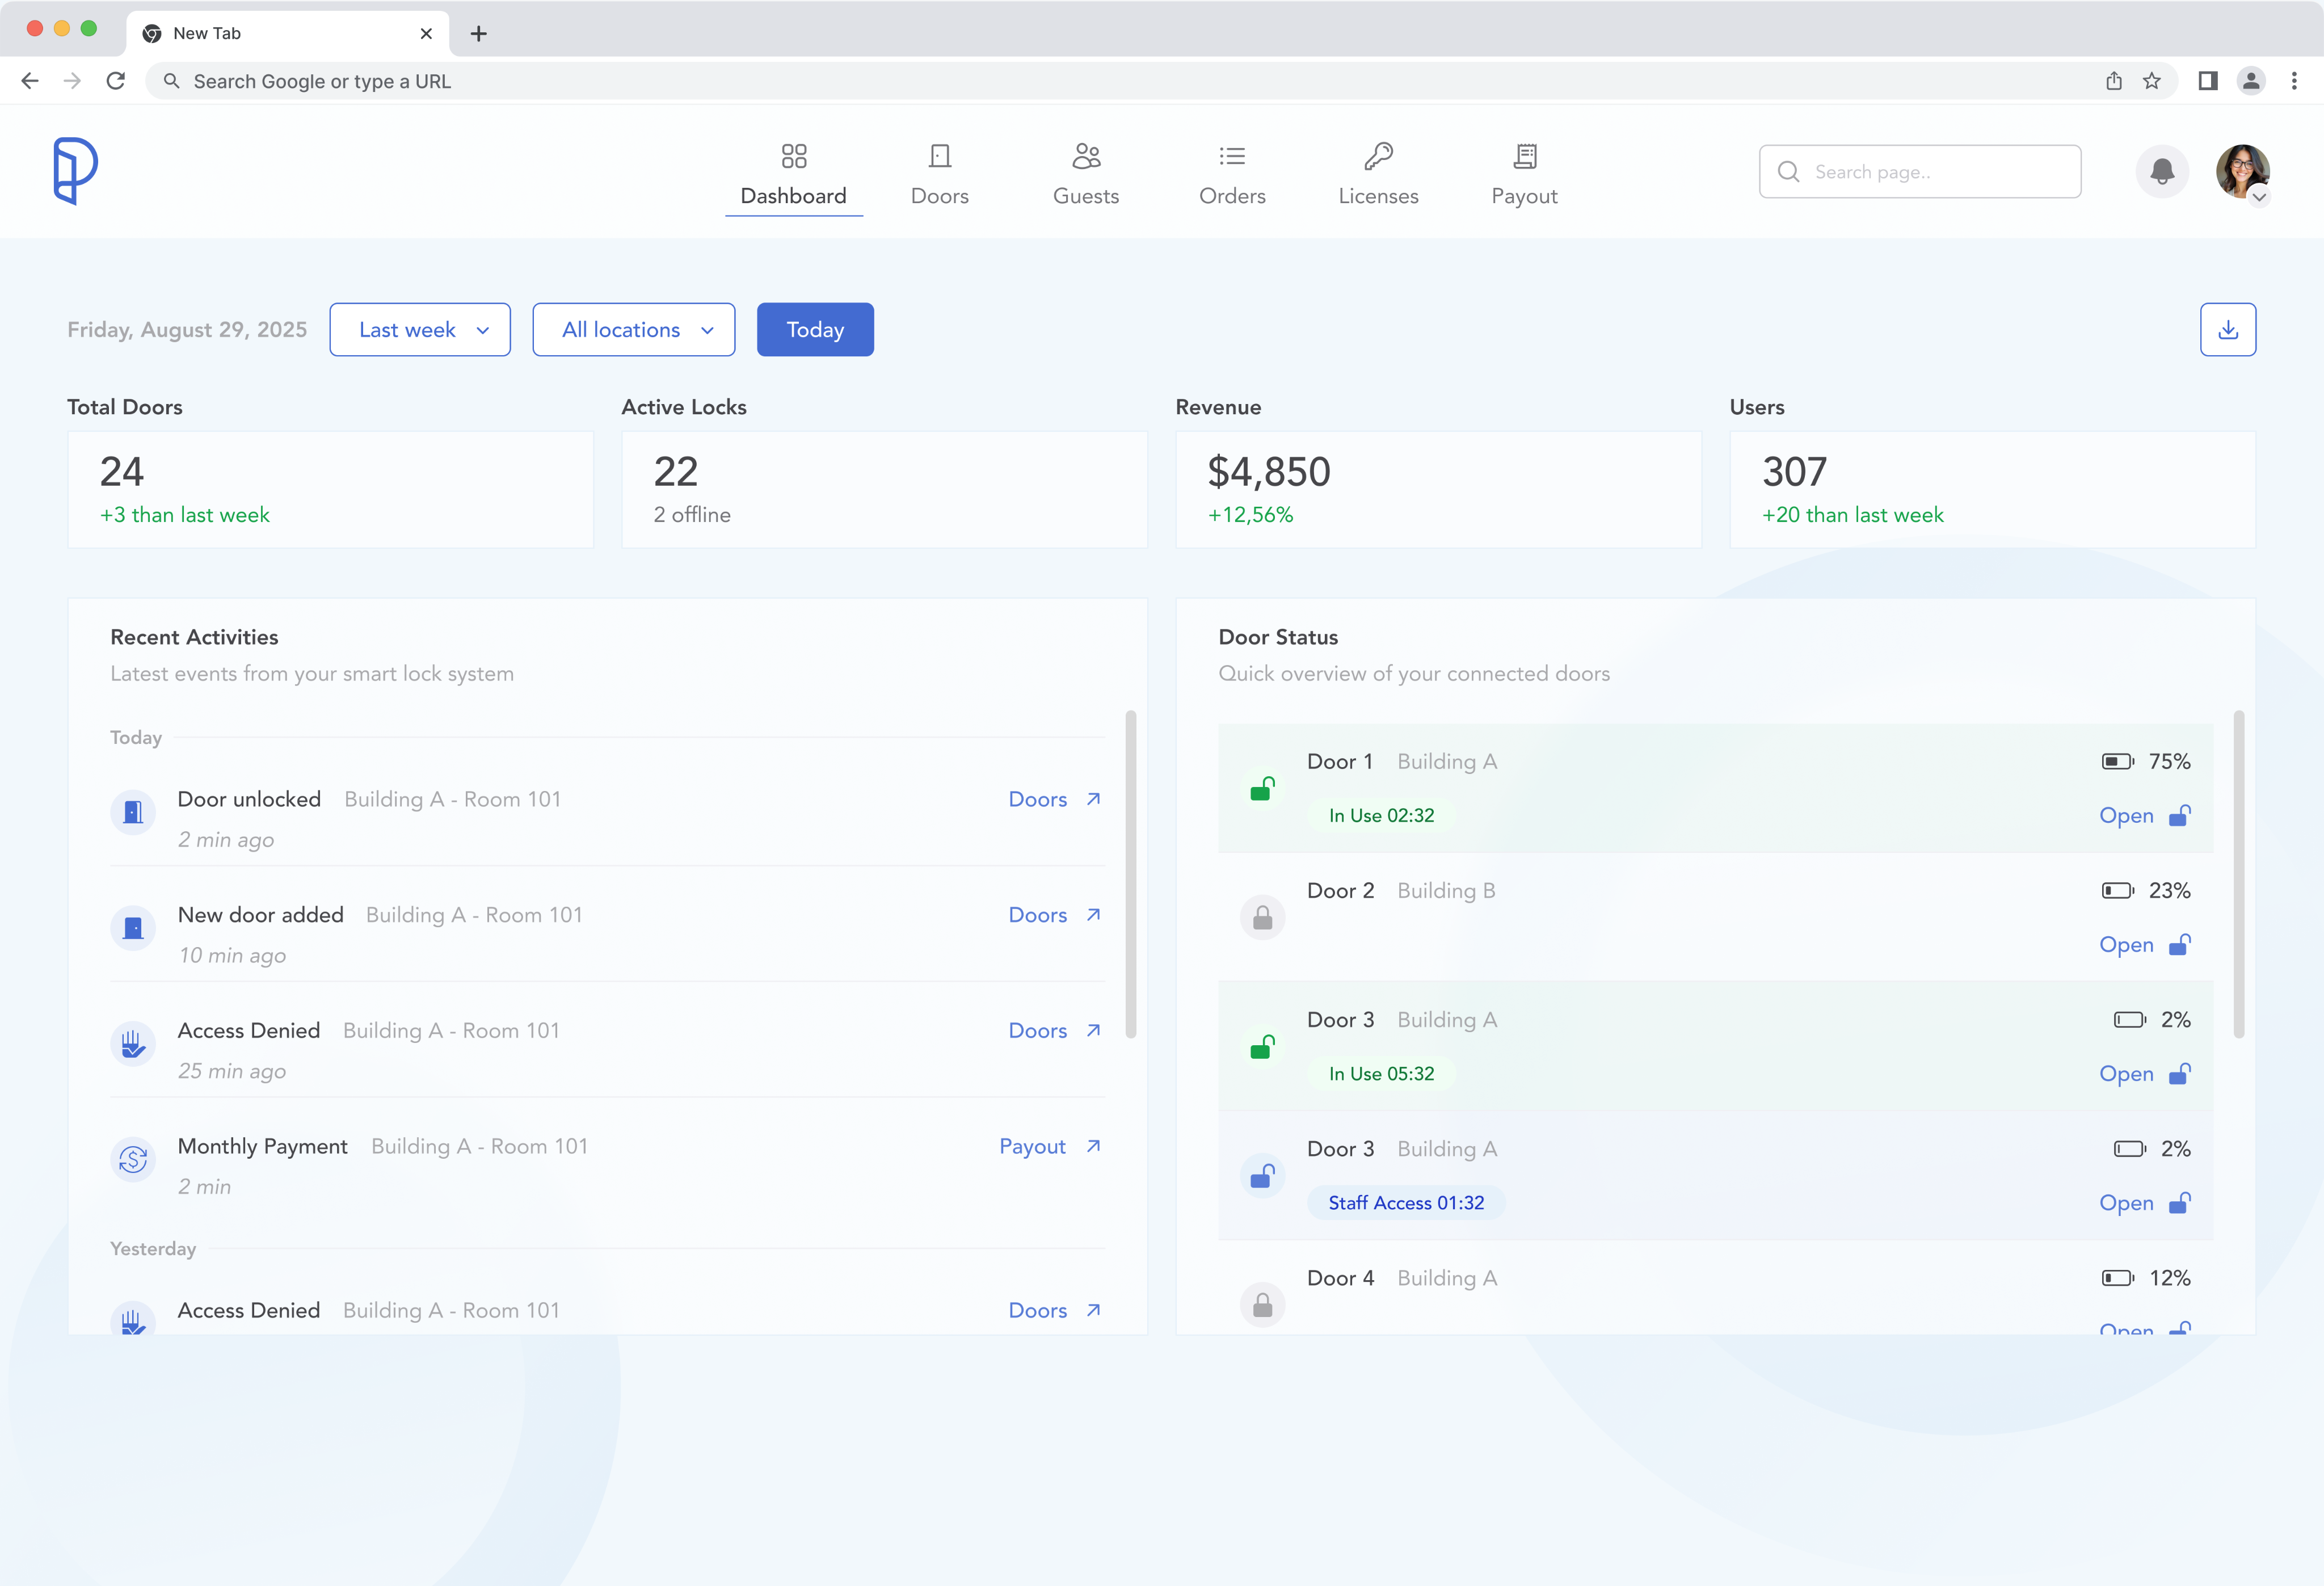 New Tab
Search Google or type a URL
Dashboard Doors Guests Orders Licenses Payout
Search page..
Friday, August 29, 2025 Last week All locations Today
Total Doors
24
+3 than last week
Active Locks
22
2 offline
Revenue
$4,850
+12,56%
Users
307
+20 than last week
Recent Activities
Latest events from your smart lock system
Today
Door unlocked Building A - Room 101 Doors
2 min ago
New door added Building A - Room 101 Doors
10 min ago
Access Denied Building A - Room 101 Doors
25 min ago
Monthly Payment Building A - Room 101 Payout
2 min
Yesterday
Access Denied Building A - Room 101 Doors
Door Status
Quick overview of your connected doors
Door 1 Building A 75%
In Use 02:32 Open
Door 2 Building B 23%
Open
Door 3 Building A 2%
In Use 05:32 Open
Door 3 Building A 2%
Staff Access 01:32 Open
Door 4 Building A 12%
Open